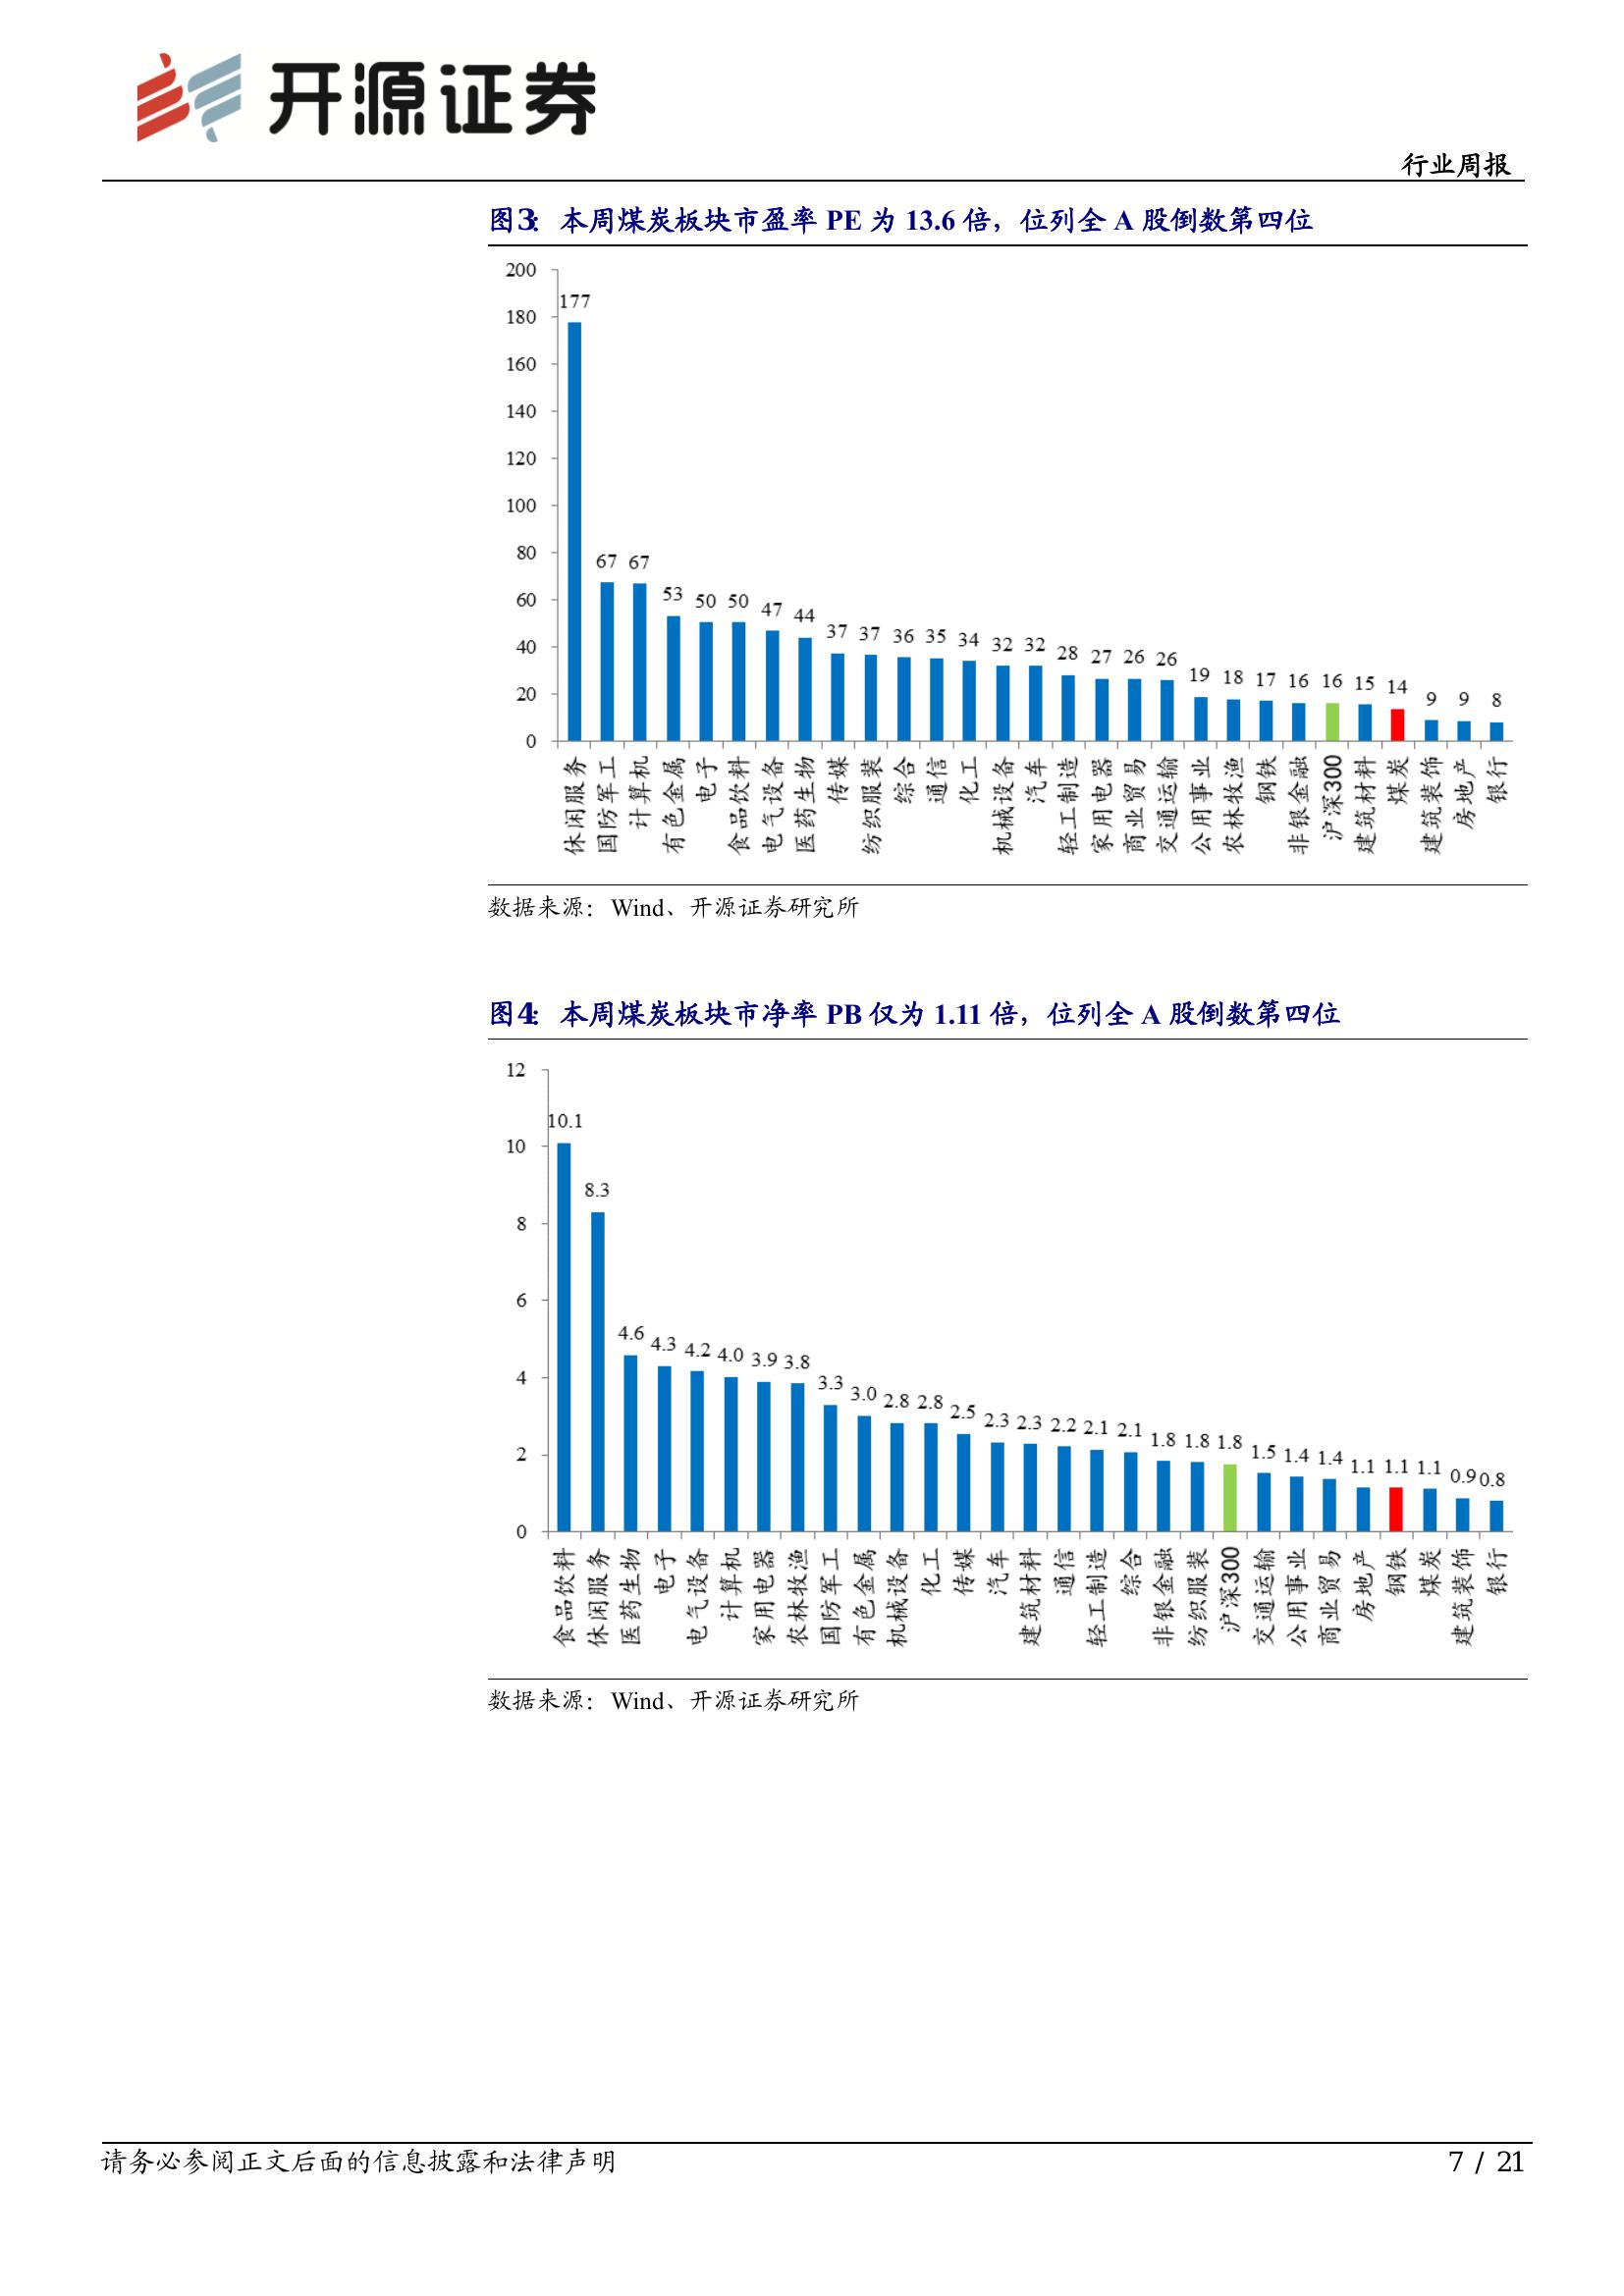 开源证券
行业周报
图3： 本周煤炭板块市盈率 PE 为 13.6 倍，位列全 A 股倒数第四位
200
180
160
140
120
100
80
60
40
20
0
177 67 67 53 50 50 47 44 37 37 36 35 34 32 32 28 27 26 26 19 18 17 16 16 15 14 9 9 8
休闲服务 国防军工 计算机 有色金属 电子 食品饮料 电气设备 医药生物 传媒 纺织服装 综合 通信 化工 机械设备 汽车 轻工制造 家用电器 商业贸易 交通运输 公用事业 农林牧渔 钢铁 非银金融 沪深300 建筑材料 煤炭 建筑装饰 房地产 银行
数据来源：Wind、开源证券研究所
图4： 本周煤炭板块市净率 PB 仅为 1.11 倍，位列全 A 股倒数第四位
12
10
8
6
4
2
0
10.1 8.3 4.6 4.3 4.2 4.0 3.9 3.8 3.3 3.0 2.8 2.8 2.5 2.3 2.3 2.2 2.1 2.1 1.8 1.8 1.8 1.5 1.4 1.4 1.1 1.1 1.1 0.9 0.8
食品饮料 休闲服务 医药生物 电子 电气设备 计算机 家用电器 农林牧渔 国防军工 有色金属 机械设备 化工 传媒 汽车 建筑材料 通信 轻工制造 综合 非银金融 纺织服装 沪深300 交通运输 公用事业 商业贸易 房地产 钢铁 煤炭 建筑装饰 银行
数据来源：Wind、开源证券研究所
请务必参阅正文后面的信息披露和法律声明
7 / 21